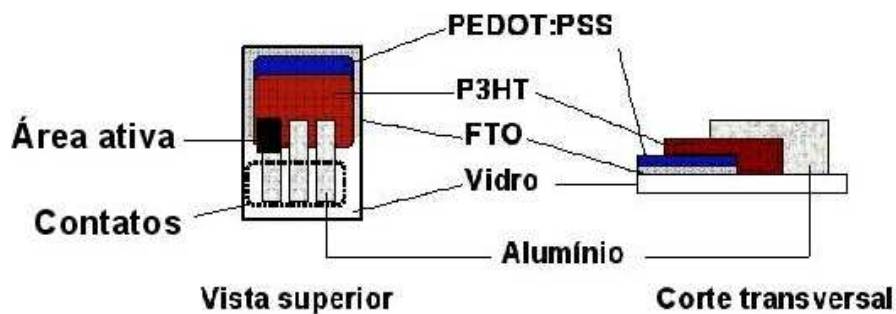 PEDOT:PSS
P3HT
Área ativa
FTO
Vidro
Contatos
Alumínio
Vista superior
Corte transversal